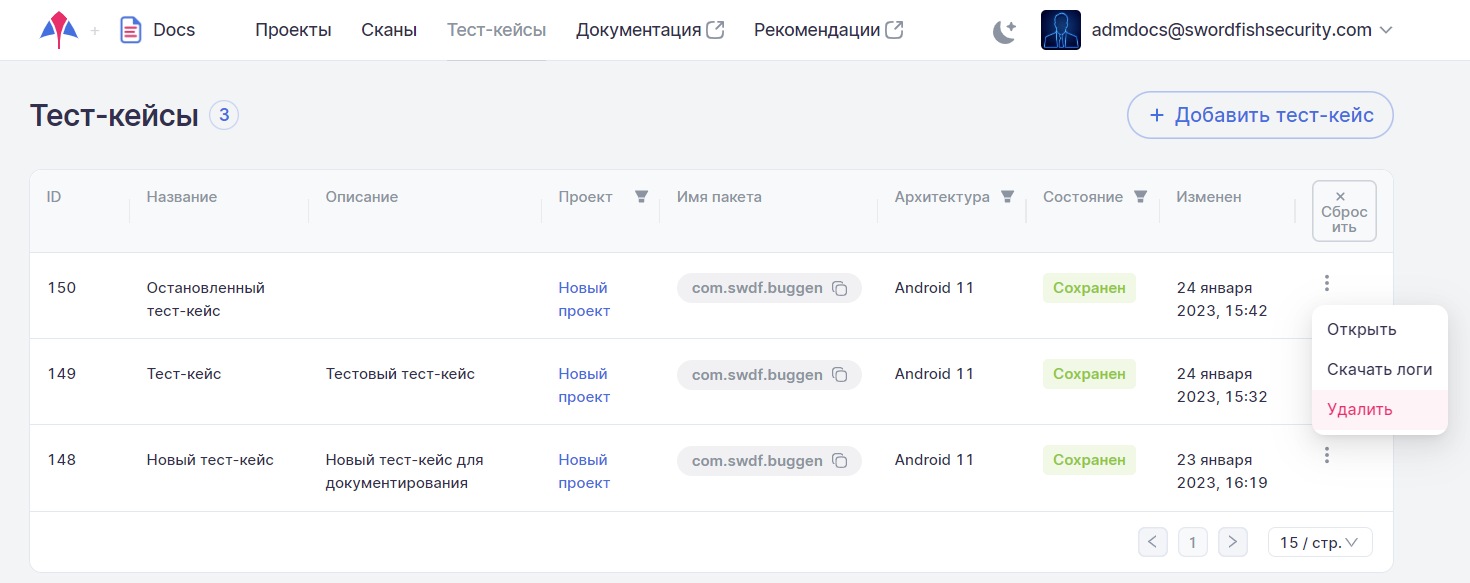 Docs Проекты Сканы Тест-кейсы Документация Рекомендации admdocs@swordfishsecurity.com
Тест-кейсы 3 + Добавить тест-кейс
ID Название Описание Проект Имя пакета Архитектура Состояние Изменен × Сбросить
150 Остановленный тест-кейс Новый проект com.swdf.buggen Android 11 Сохранен 24 января 2023, 15:42
Открыть
149 Тест-кейс Тестовый тест-кейс Новый проект com.swdf.buggen Android 11 Сохранен 24 января 2023, 15:32
Скачать логи
Удалить
148 Новый тест-кейс Новый тест-кейс для документирования Новый проект com.swdf.buggen Android 11 Сохранен 23 января 2023, 16:19
< 1 > 15 / стр.